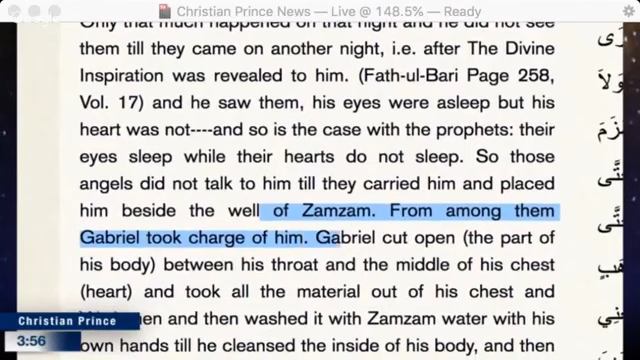 Christian Prince News — Live @ 148.5% — Ready
Only that much happened on that night and he did not see
them till they came on another night, i.e. after The Divine
Inspiration was revealed to him. (Fath-ul-Bari Page 258,
Vol. 17) and he saw them, his eyes were asleep but his
heart was not----and so is the case with the prophets: their
eyes sleep while their hearts do not sleep. So those
angels did not talk to him till they carried him and placed
him beside the well of Zamzam. From among them
Gabriel took charge of him. Gabriel cut open (the part of
his body) between his throat and the middle of his chest
(heart) and took all the material out of his chest and
men and then washed it with Zamzam water with his
own hands till he cleansed the inside of his body, and then
Christian Prince
3:56